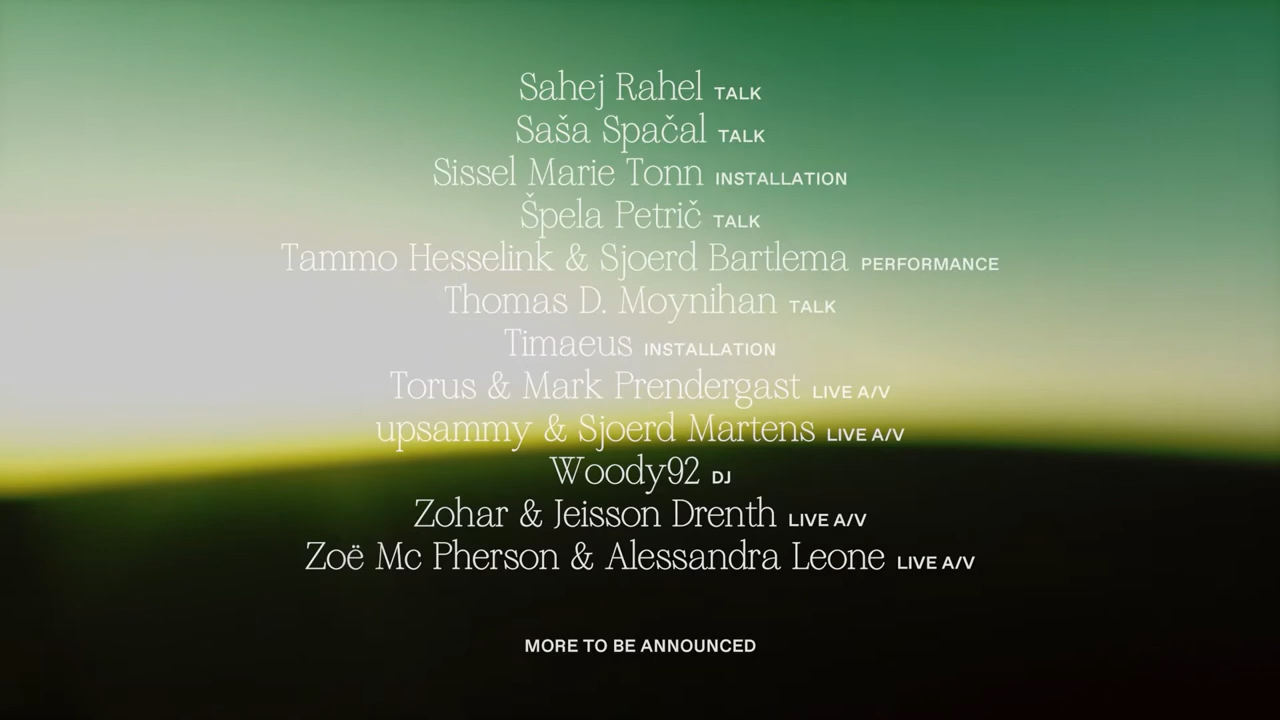 Sahej Rahel TALK
Saša Spačal TALK
Sissel Marie Tonn INSTALLATION
Špela Petrič TALK
Tammo Hesselink & Sjoerd Bartlema PERFORMANCE
Thomas D. Moynihan TALK
Timaeus INSTALLATION
Torus & Mark Prendergast LIVE A/V
upsammy & Sjoerd Martens LIVE A/V
Woody92 DJ
Zohar & Jeisson Drenth LIVE A/V
Zoë Mc Pherson & Alessandra Leone LIVE A/V
MORE TO BE ANNOUNCED